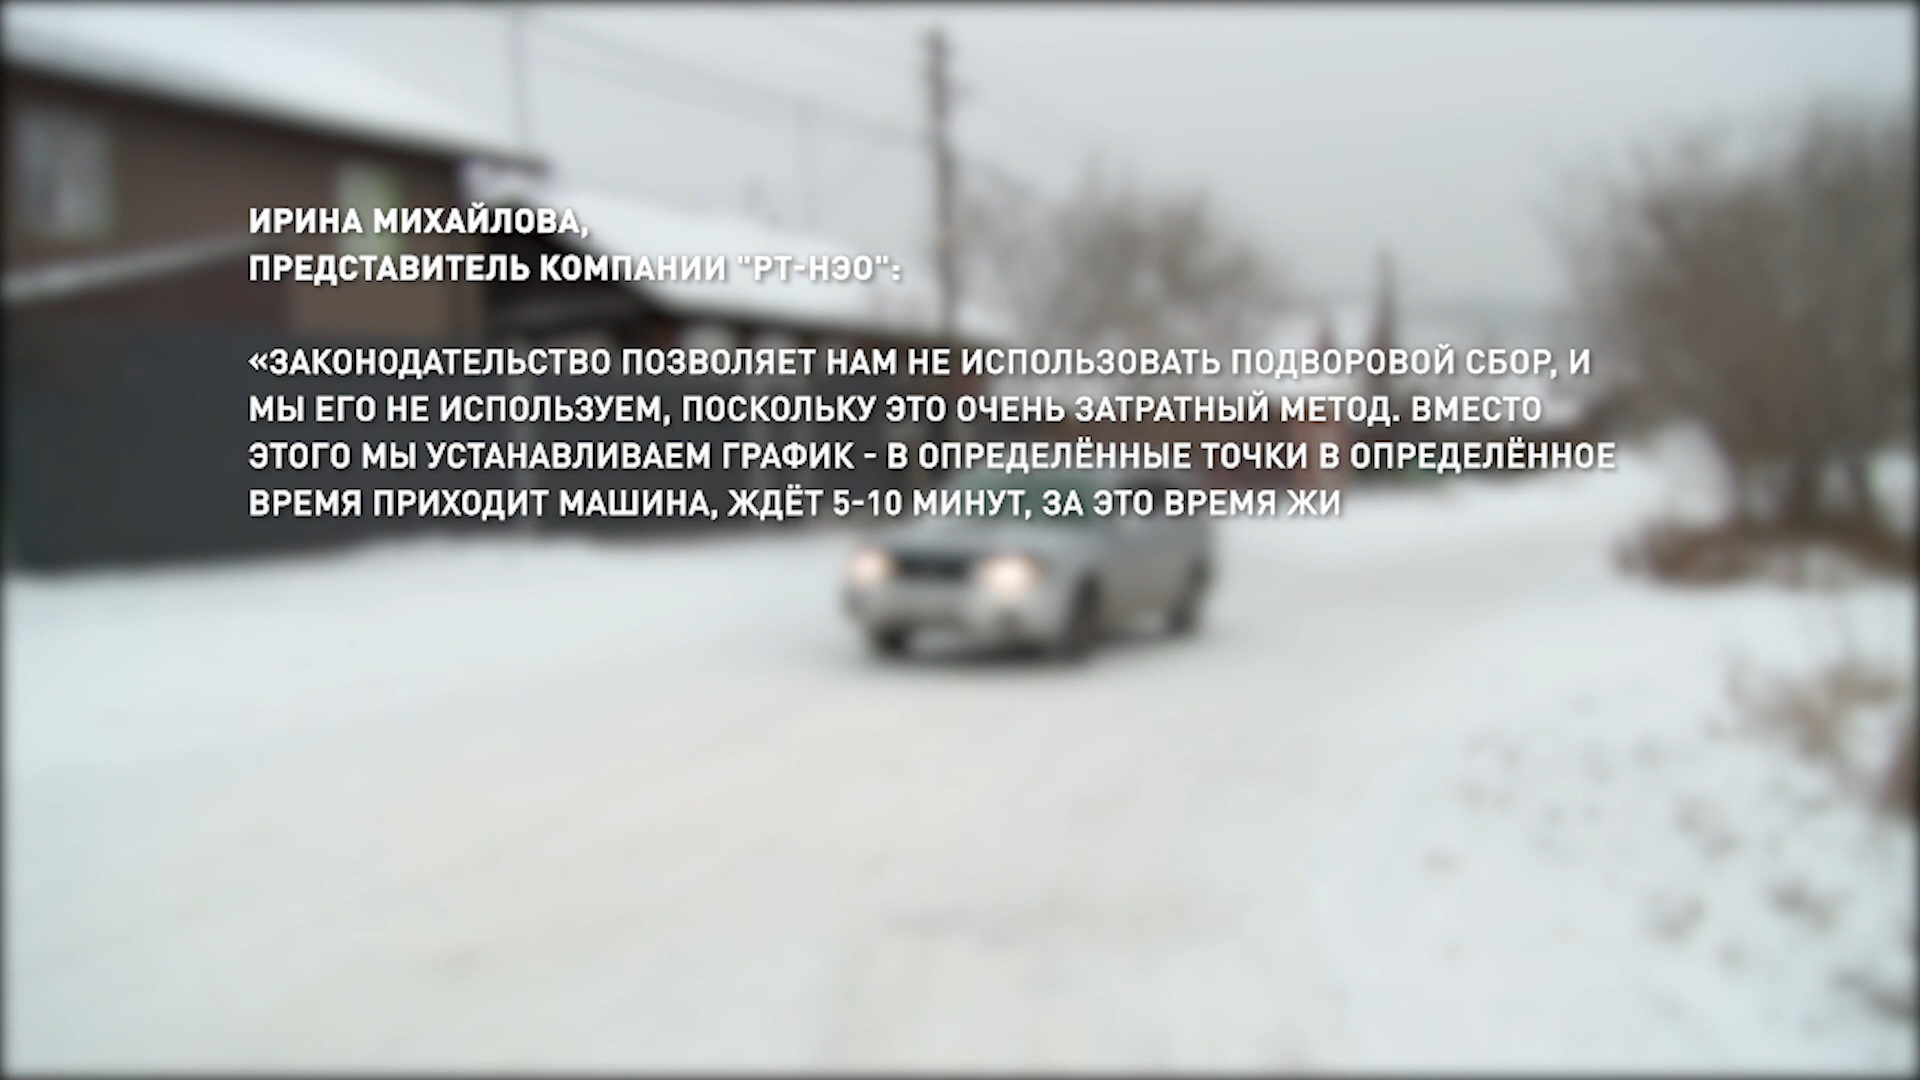 ИРИНА МИХАЙЛОВА,
ПРЕДСТАВИТЕЛЬ КОМПАНИИ "РТ-НЭО":
«ЗАКОНОДАТЕЛЬСТВО ПОЗВОЛЯЕТ НАМ НЕ ИСПОЛЬЗОВАТЬ ПОДВОРОВОЙ СБОР, И
МЫ ЕГО НЕ ИСПОЛЬЗУЕМ, ПОСКОЛЬКУ ЭТО ОЧЕНЬ ЗАТРАТНЫЙ МЕТОД. ВМЕСТО
ЭТОГО МЫ УСТАНАВЛИВАЕМ ГРАФИК - В ОПРЕДЕЛЁННЫЕ ТОЧКИ В ОПРЕДЕЛЁННОЕ
ВРЕМЯ ПРИХОДИТ МАШИНА, ЖДЁТ 5-10 МИНУТ, ЗА ЭТО ВРЕМЯ ЖИ